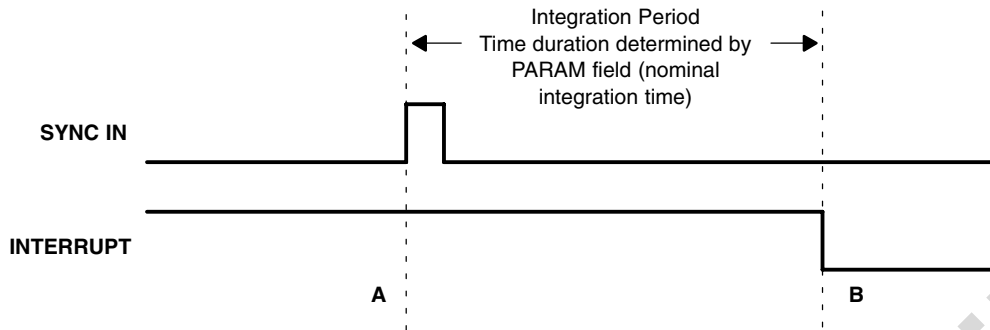 Integration Period
Time duration determined by
PARAM field (nominal
integration time)
SYNC IN
INTERRUPT
A
B